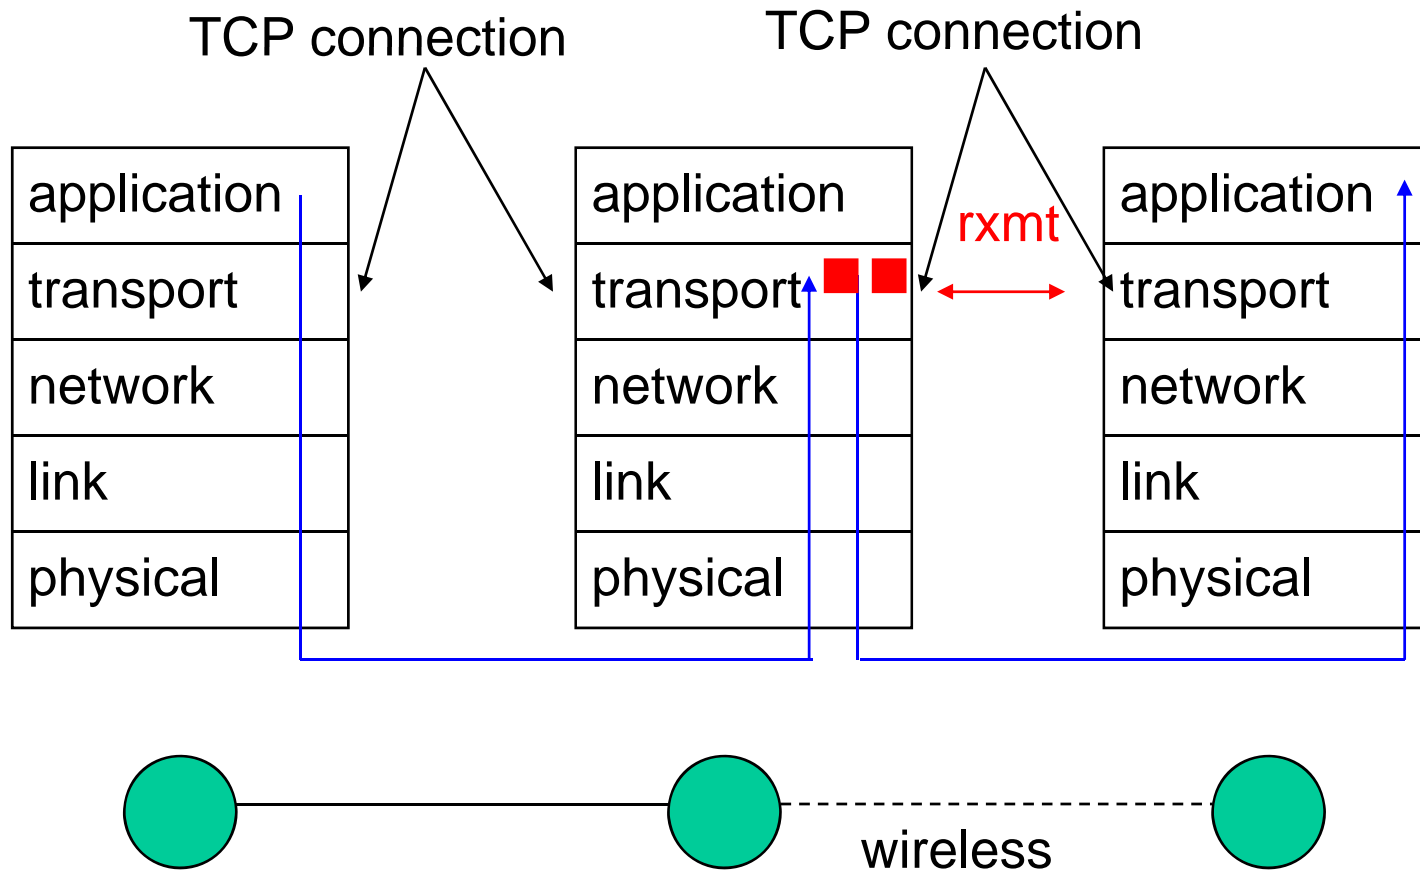 TCP connection
TCP connection
application
transport
network
link
physical
application
transport
network
link
physical
rxmt
application
transport
network
link
physical
wireless